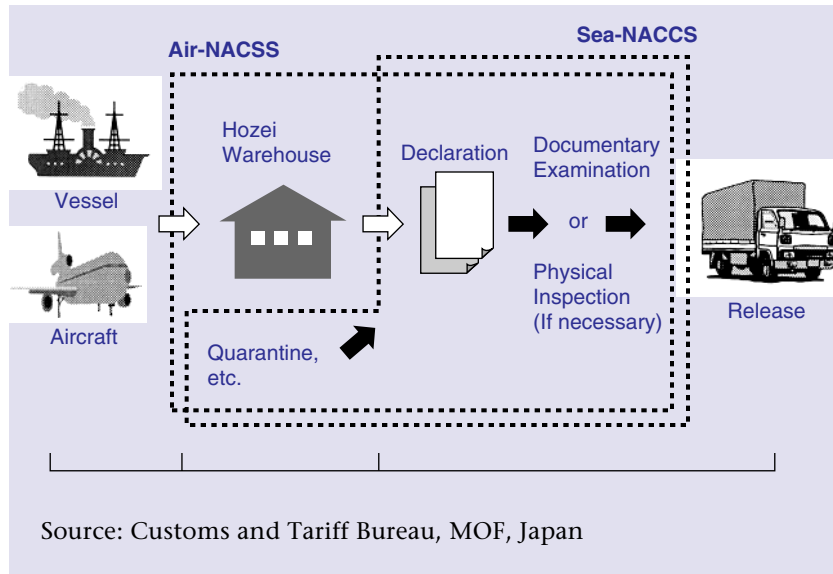 Air-NACSS
Sea-NACCS
Hozei
Warehouse
Declaration
Documentary
Examination
or
Physical
Inspection
(If necessary)
Vessel
Aircraft
Quarantine,
etc.
Release
Source: Customs and Tariff Bureau, MOF, Japan